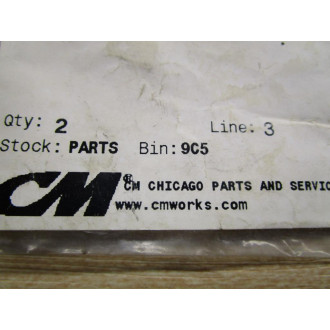 Qty: 2 Line: 3
Stock: PARTS Bin: 9C5
CM ® CM CHICAGO PARTS AND SERVIC
www.cmworks.com